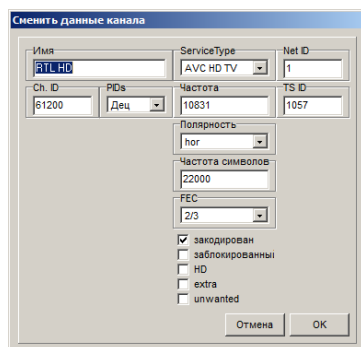 Сменить данные канала
Имя ServiceType Net ID
RTL HD AVC HD TV 1
Ch. ID PIDs Частота TS ID
61200 Дец 10831 1057
Полярность
hor
Частота символов
22000
FEC
2/3
закодирован
заблокированны
HD
extra
unwanted
Отмена OK